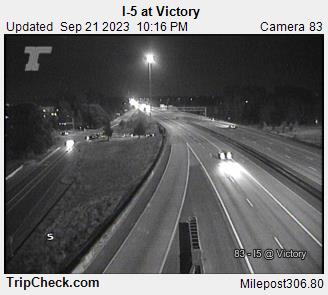 I-5 at Victory
Updated Sep 21 2023 10:16 PM Camera 83
T
S
83 - I5 @ Victory
TripCheck.com Milepost306.80